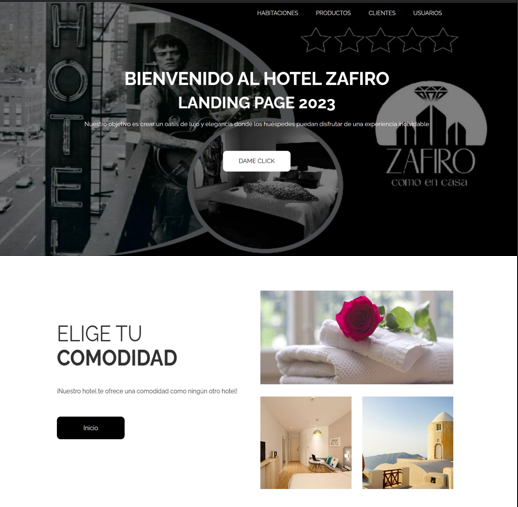 HABITACIONES PRODUCTOS CLIENTES USUARIOS
HOTEL
BIENVENIDO AL HOTEL ZAFIRO
LANDING PAGE 2023
Nuestro objetivo es crear un oasis de lujo y elegancia donde los huéspedes puedan disfrutar de una experiencia inolvidable
DAME CLICK
ZAFIRO
como en casa
ELIGE TU
COMODIDAD
¡Nuestro hotel te ofrece una comodidad como ningún otro hotel!
Inicio